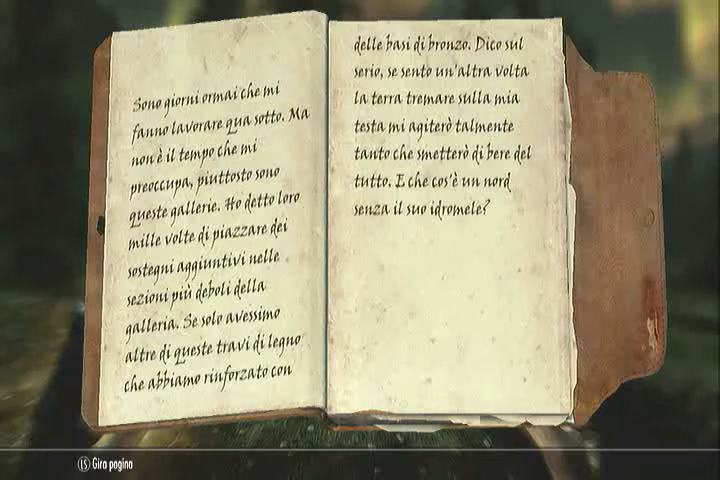 Sono giorni ormai che mi
fanno lavorare qua sotto. Ma
non è il tempo che mi
preoccupa, piuttosto sono
queste gallerie. Ho detto loro
mille volte di piazzare dei
sostegni aggiuntivi nelle
sezioni più deboli della
galleria. Se solo avessimo
altre di queste travi di legno
che abbiamo rinforzato con
delle basi di bronzo. Dico sul
serio, se sento un'altra volta
la terra tremare sulla mia
testa mi agiterò talmente
tanto che smetterò di bere del
tutto. E che cos'è un nord
senza il suo idromele?
LS Gira pagina